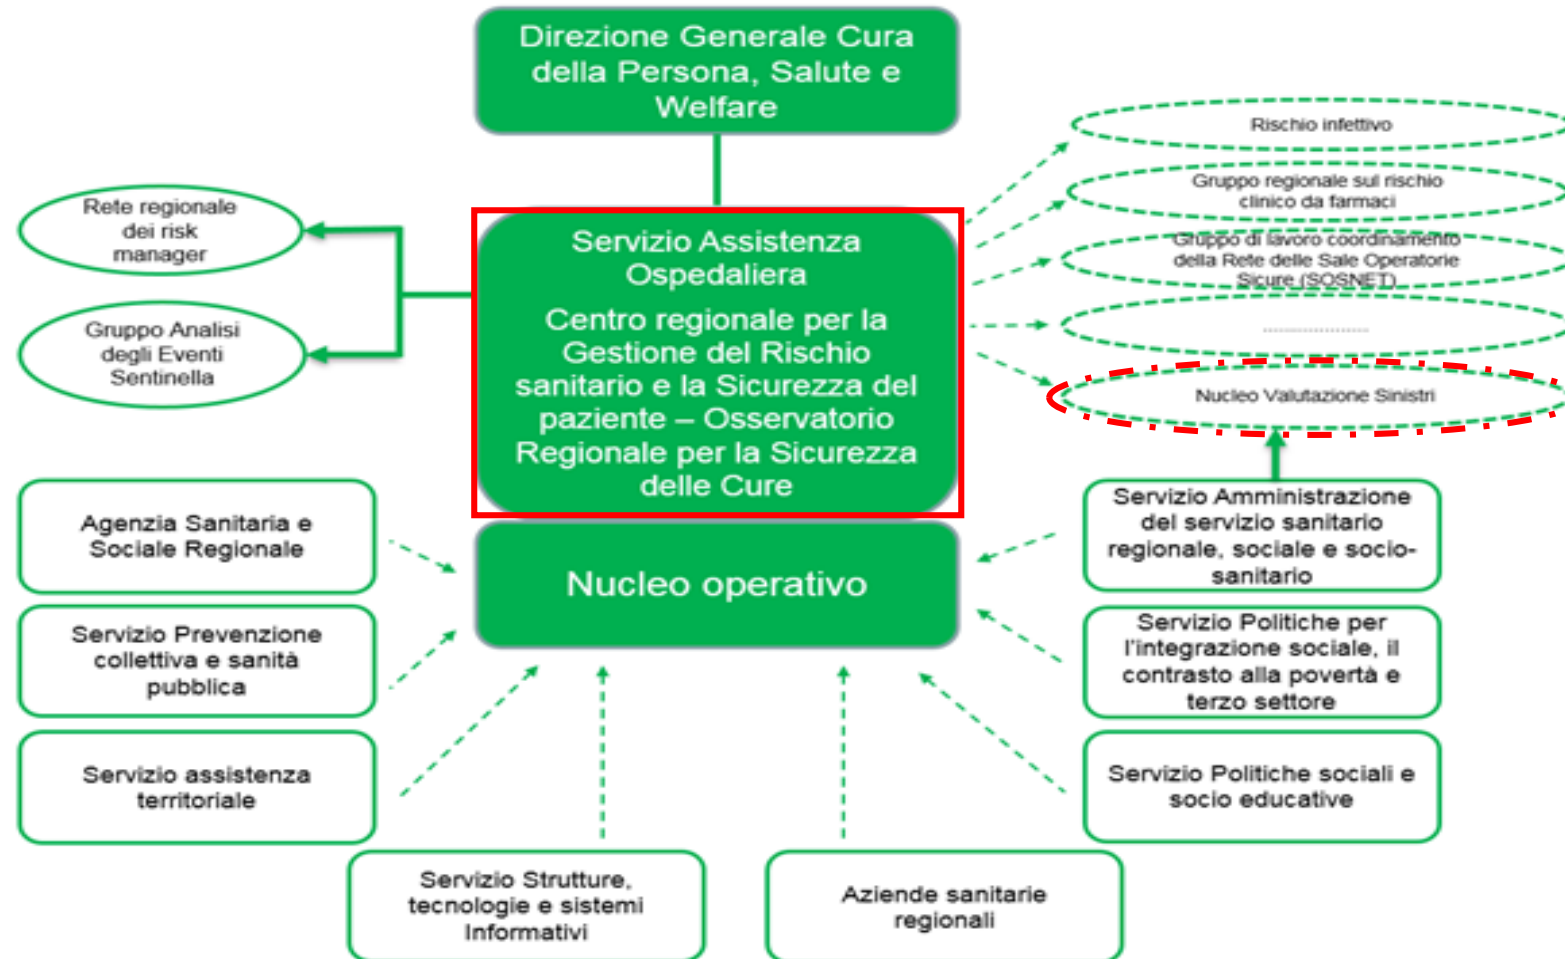 Direzione Generale Cura
della Persona, Salute e
Welfare
Rischio infettivo
Gruppo regionale sul rischio
clinico da farmaci
Gruppo di lavoro coordinamento
della Rete delle Sale Operatorie
Sicure (SOSNET)
...................
Nucleo Valutazione Sinistri
Rete regionale
dei risk
manager
Gruppo Analisi
degli Eventi
Sentinella
Servizio Assistenza
Ospedaliera
Centro regionale per la
Gestione del Rischio
sanitario e la Sicurezza del
paziente – Osservatorio
Regionale per la Sicurezza
delle Cure
Nucleo operativo
Agenzia Sanitaria e
Sociale Regionale
Servizio Prevenzione
collettiva e sanità
pubblica
Servizio assistenza
territoriale
Servizio Amministrazione
del servizio sanitario
regionale, sociale e socio-
sanitario
Servizio Politiche per
l'integrazione sociale, il
contrasto alla povertà e
terzo settore
Servizio Politiche sociali e
socio educative
Servizio Strutture,
tecnologie e sistemi
Informativi
Aziende sanitarie
regionali